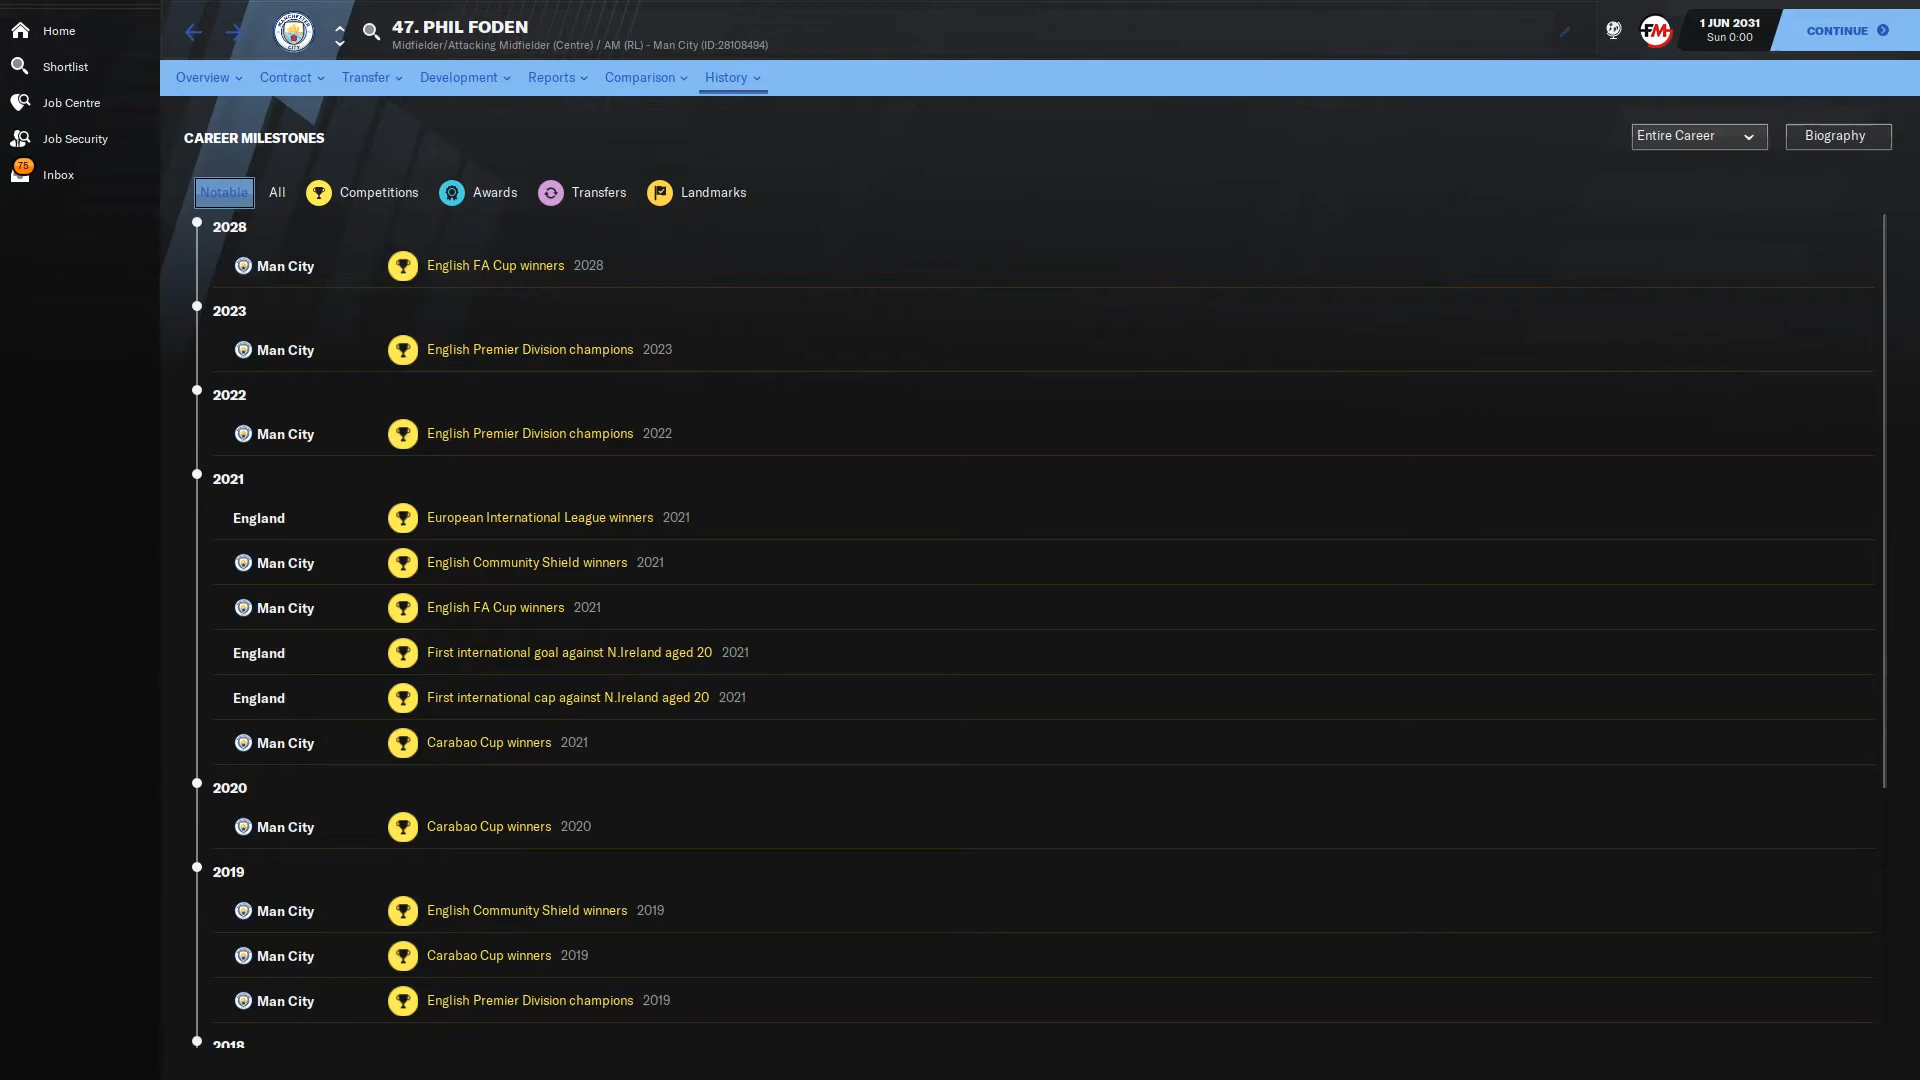 Home
Shortlist
Job Centre
Job Security
75
Inbox
47. PHIL FODEN
Midfielder/Attacking Midfielder (Centre) / AM (RL) - Man City (ID:28108494)
FM
1 JUN 2031
Sun 0:00
CONTINUE
Overview
Contract
Transfer
Development
Reports
Comparison
History
CAREER MILESTONES
Entire Career
Biography
Notable
All
Competitions
Awards
Transfers
Landmarks
2028
Man City English FA Cup winners 2028
2023
Man City English Premier Division champions 2023
2022
Man City English Premier Division champions 2022
2021
England European International League winners 2021
Man City English Community Shield winners 2021
Man City English FA Cup winners 2021
England First international goal against N.Ireland aged 20 2021
England First international cap against N.Ireland aged 20 2021
Man City Carabao Cup winners 2021
2020
Man City Carabao Cup winners 2020
2019
Man City English Community Shield winners 2019
Man City Carabao Cup winners 2019
Man City English Premier Division champions 2019
2018